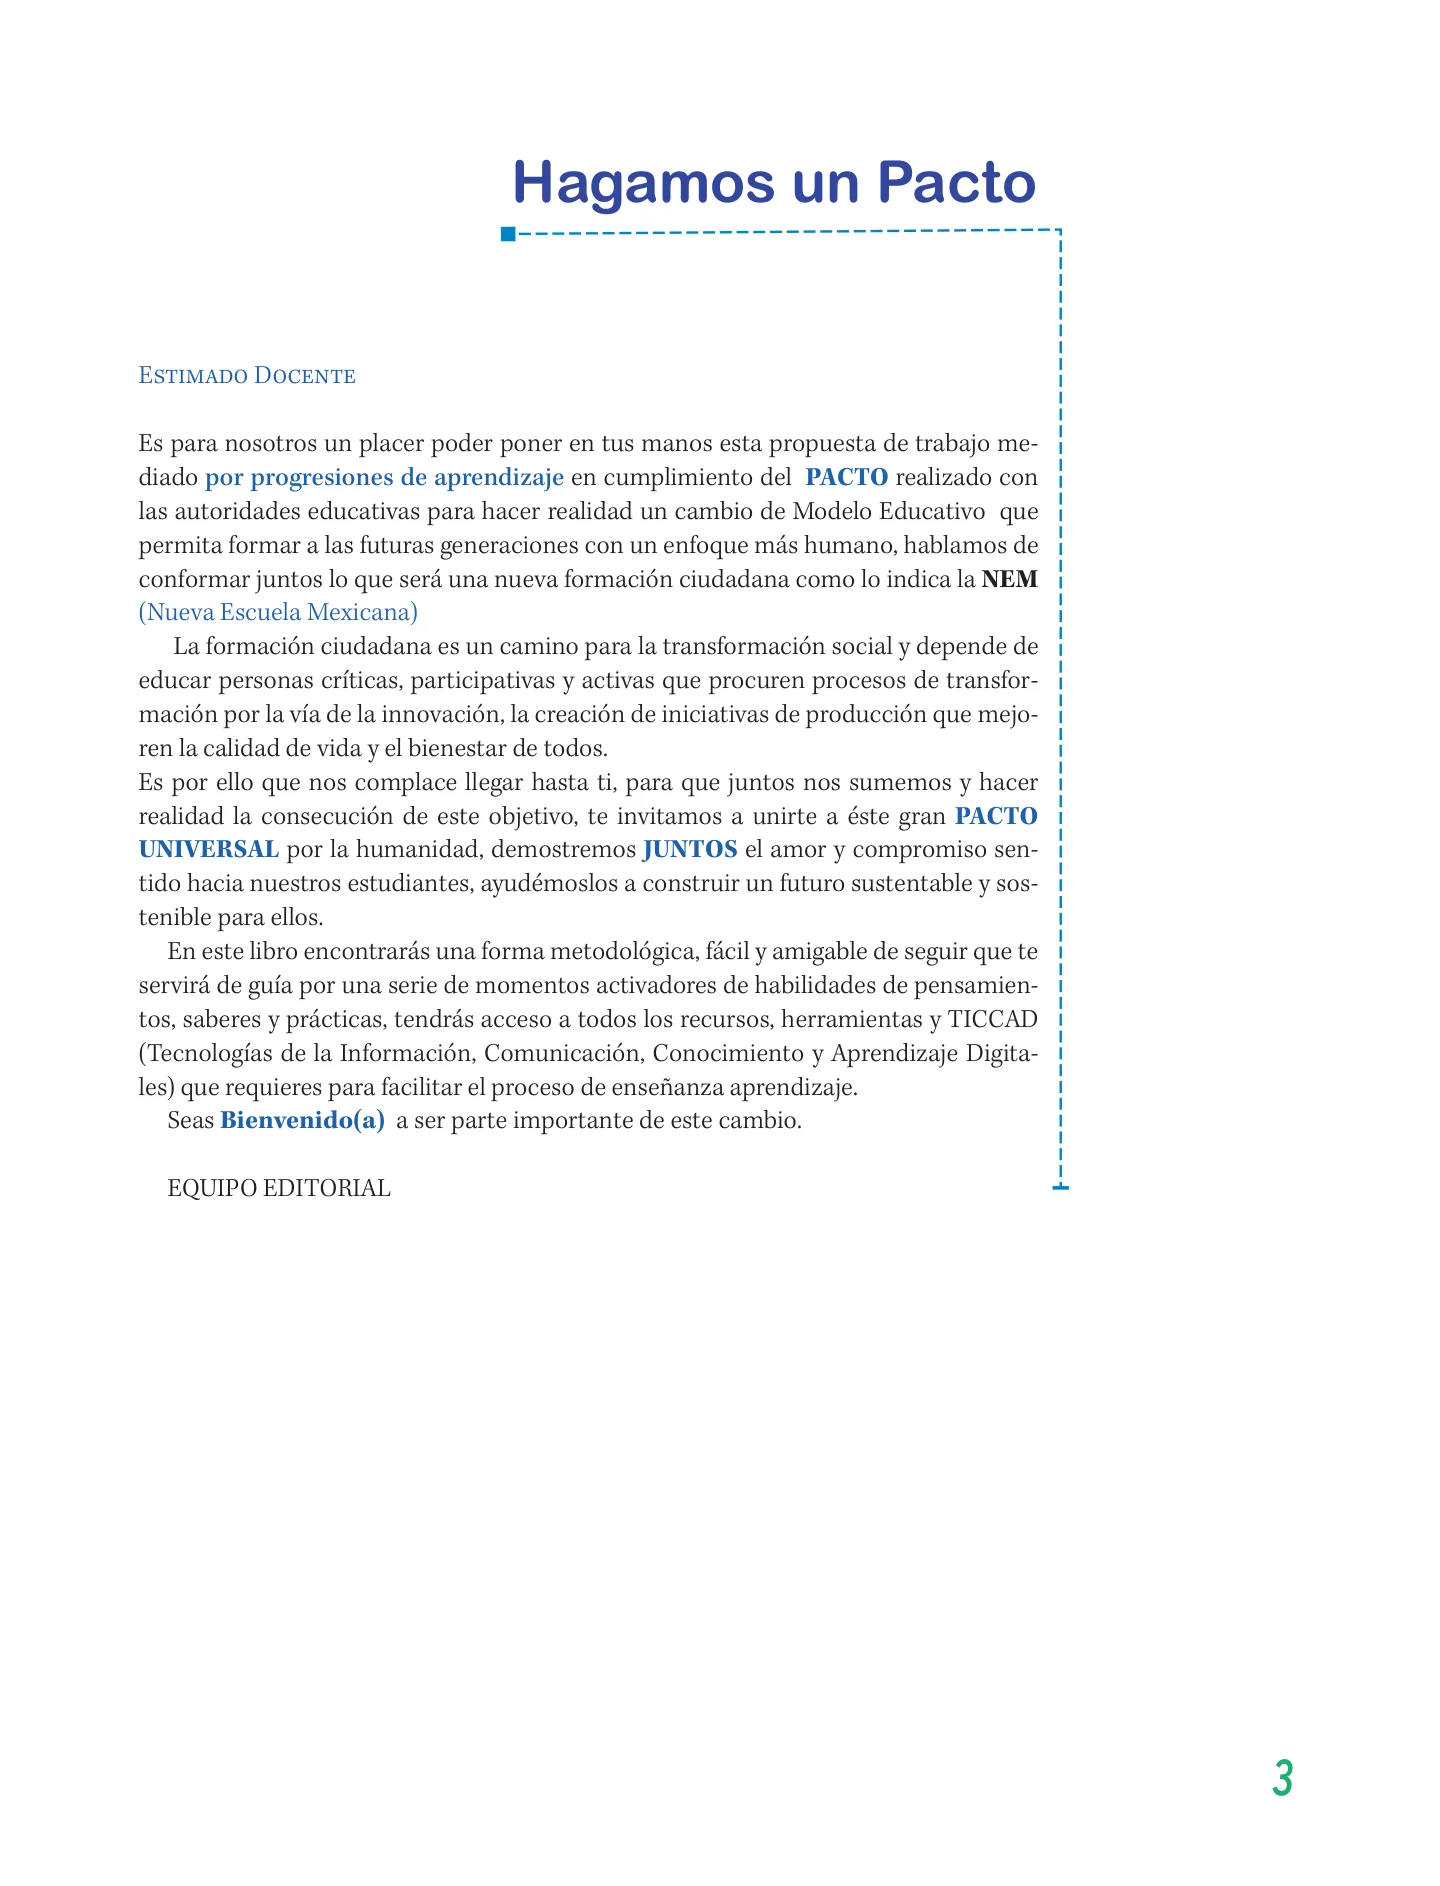 Hagamos un Pacto
Estimado Docente
Es para nosotros un placer poder poner en tus manos esta propuesta de trabajo me-
diado por progresiones de aprendizaje en cumplimiento del PACTO realizado con
las autoridades educativas para hacer realidad un cambio de Modelo Educativo que
permita formar a las futuras generaciones con un enfoque más humano, hablamos de
conformar juntos lo que será una nueva formación ciudadana como lo indica la NEM
(Nueva Escuela Mexicana)
La formación ciudadana es un camino para la transformación social y depende de
educar personas críticas, participativas y activas que procuren procesos de transfor-
mación por la vía de la innovación, la creación de iniciativas de producción que mejo-
ren la calidad de vida y el bienestar de todos.
Es por ello que nos complace llegar hasta ti, para que juntos nos sumemos y hacer
realidad la consecución de este objetivo, te invitamos a unirte a éste gran PACTO
UNIVERSAL por la humanidad, demostremos JUNTOS el amor y compromiso sen-
tido hacia nuestros estudiantes, ayudémoslos a construir un futuro sustentable y sos-
tenible para ellos.
En este libro encontrarás una forma metodológica, fácil y amigable de seguir que te
servirá de guía por una serie de momentos activadores de habilidades de pensamien-
tos, saberes y prácticas, tendrás acceso a todos los recursos, herramientas y TICCAD
(Tecnologías de la Información, Comunicación, Conocimiento y Aprendizaje Digita-
les) que requieres para facilitar el proceso de enseñanza aprendizaje.
Seas Bienvenido(a) a ser parte importante de este cambio.
EQUIPO EDITORIAL
3